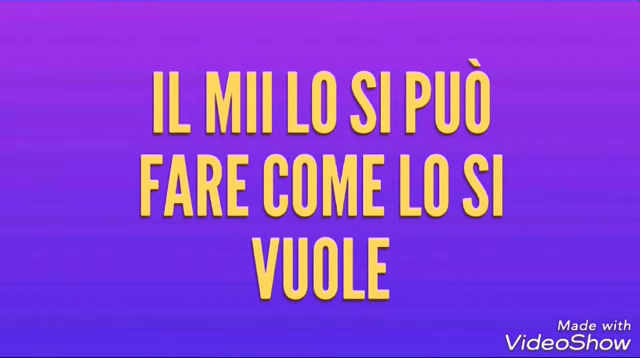 IL MII LO SI PUÒ
FARE COME LO SI
VUOLE
Made with
VideoShow